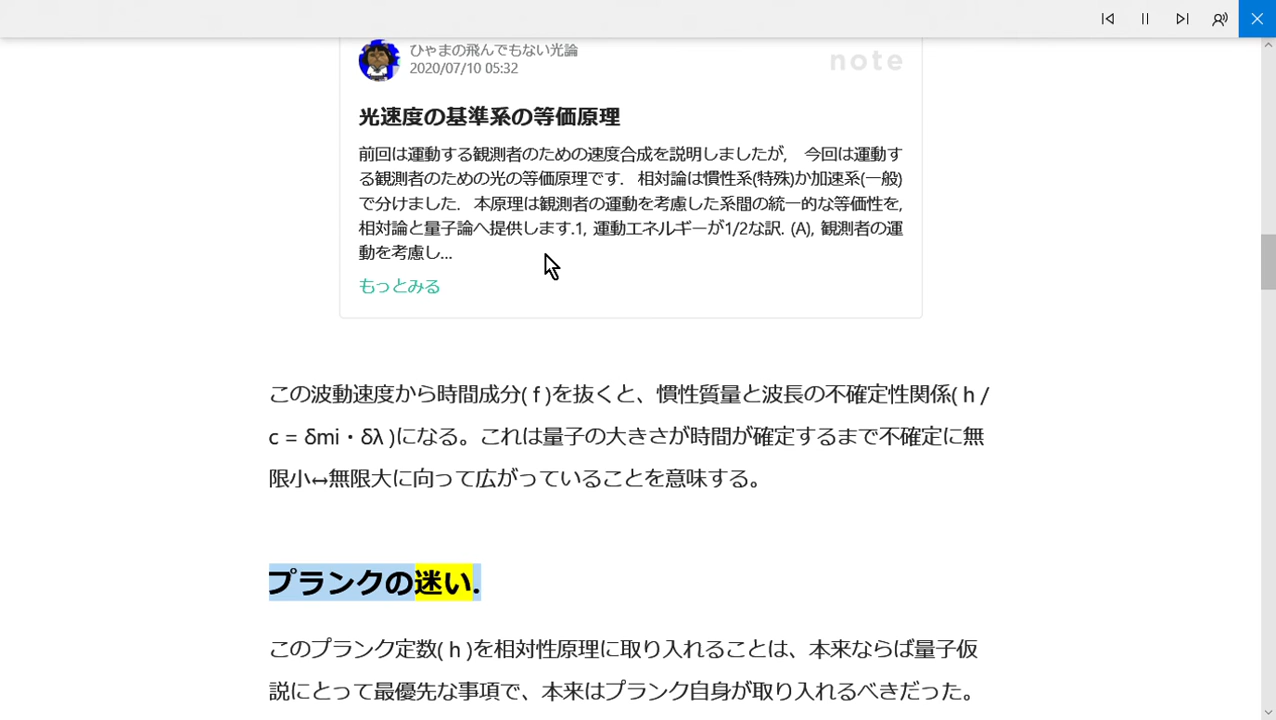 ひゃまの飛んでもない光論
2020/07/10 05:32
note
光速度の基準系の等価原理
前回は運動する観測者のための速度合成を説明しましたが, 今回は運動す
る観測者のための光の等価原理です. 相対論は慣性系(特殊)か加速系(一般)
で分けました. 本原理は観測者の運動を考慮した系間の統一的な等価性を,
相対論と量子論へ提供します.1, 運動エネルギーが1/2な訳. (A), 観測者の運
動を考慮し...
もっとみる
この波動速度から時間成分( f )を抜くと、慣性質量と波長の不確定性関係( h /
c = δmi・δλ )になる。これは量子の大きさが時間が確定するまで不確定に無
限小↔無限大に向って広がっていることを意味する。
プランクの迷い.
このプランク定数( h )を相対性原理に取り入れることは、本来ならば量子仮
説にとって最優先な事項で、本来はプランク自身が取り入れるべきだった。